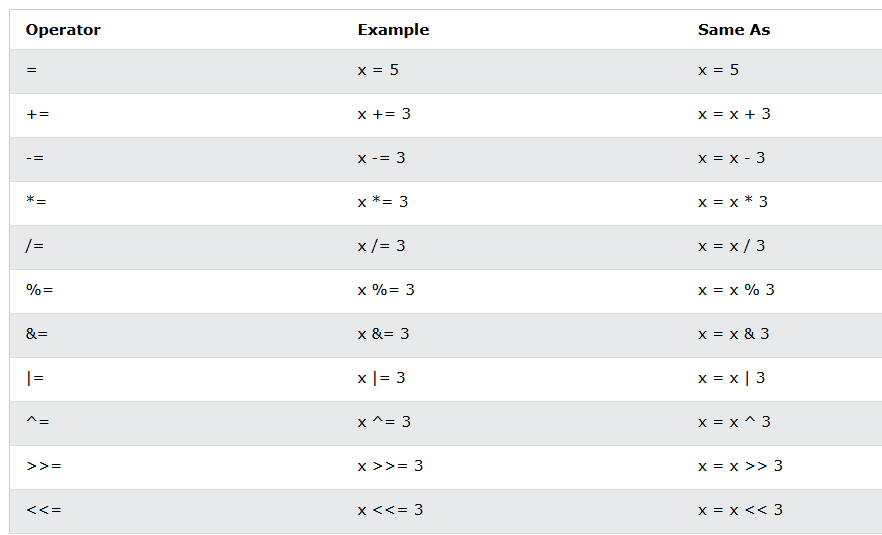 Operator Example Same As
= x = 5 x = 5
+= x += 3 x = x + 3
-= x -= 3 x = x - 3
*= x *= 3 x = x * 3
/= x /= 3 x = x / 3
%= x %= 3 x = x % 3
&= x &= 3 x = x & 3
|= x |= 3 x = x | 3
^= x ^= 3 x = x ^ 3
>>= x >>= 3 x = x >> 3
<<= x <<= 3 x = x << 3